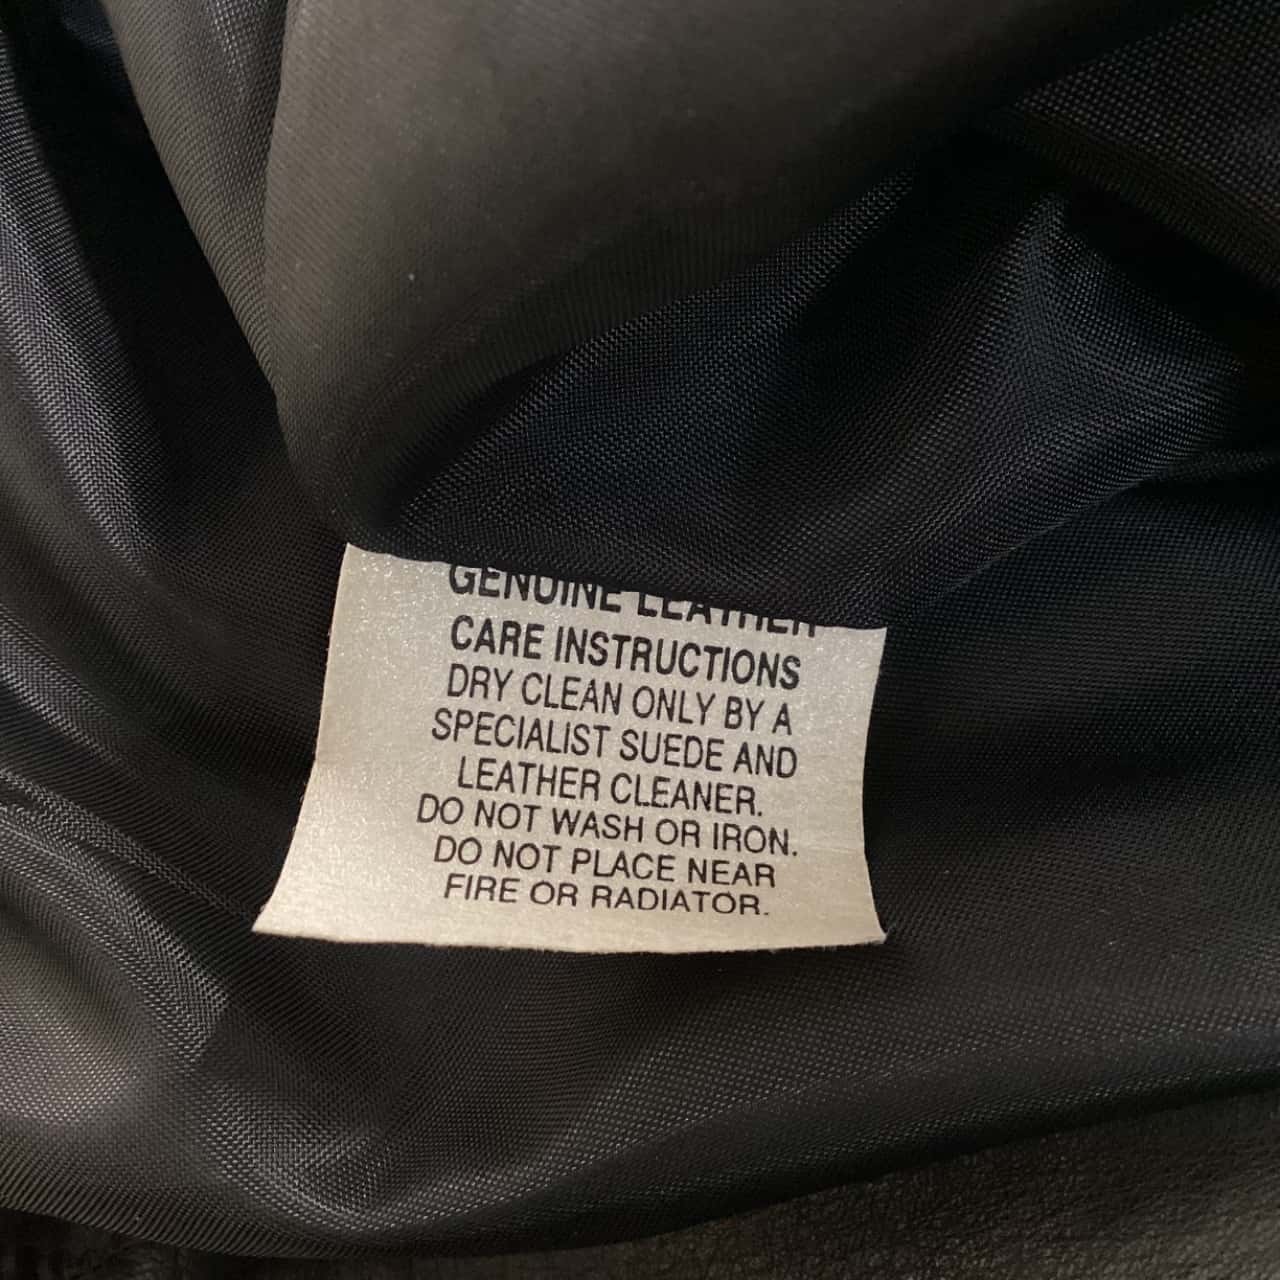 GENUINE LEATHER
CARE INSTRUCTIONS
DRY CLEAN ONLY BY A
SPECIALIST SUEDE AND
LEATHER CLEANER.
DO NOT WASH OR IRON.
DO NOT PLACE NEAR
FIRE OR RADIATOR.